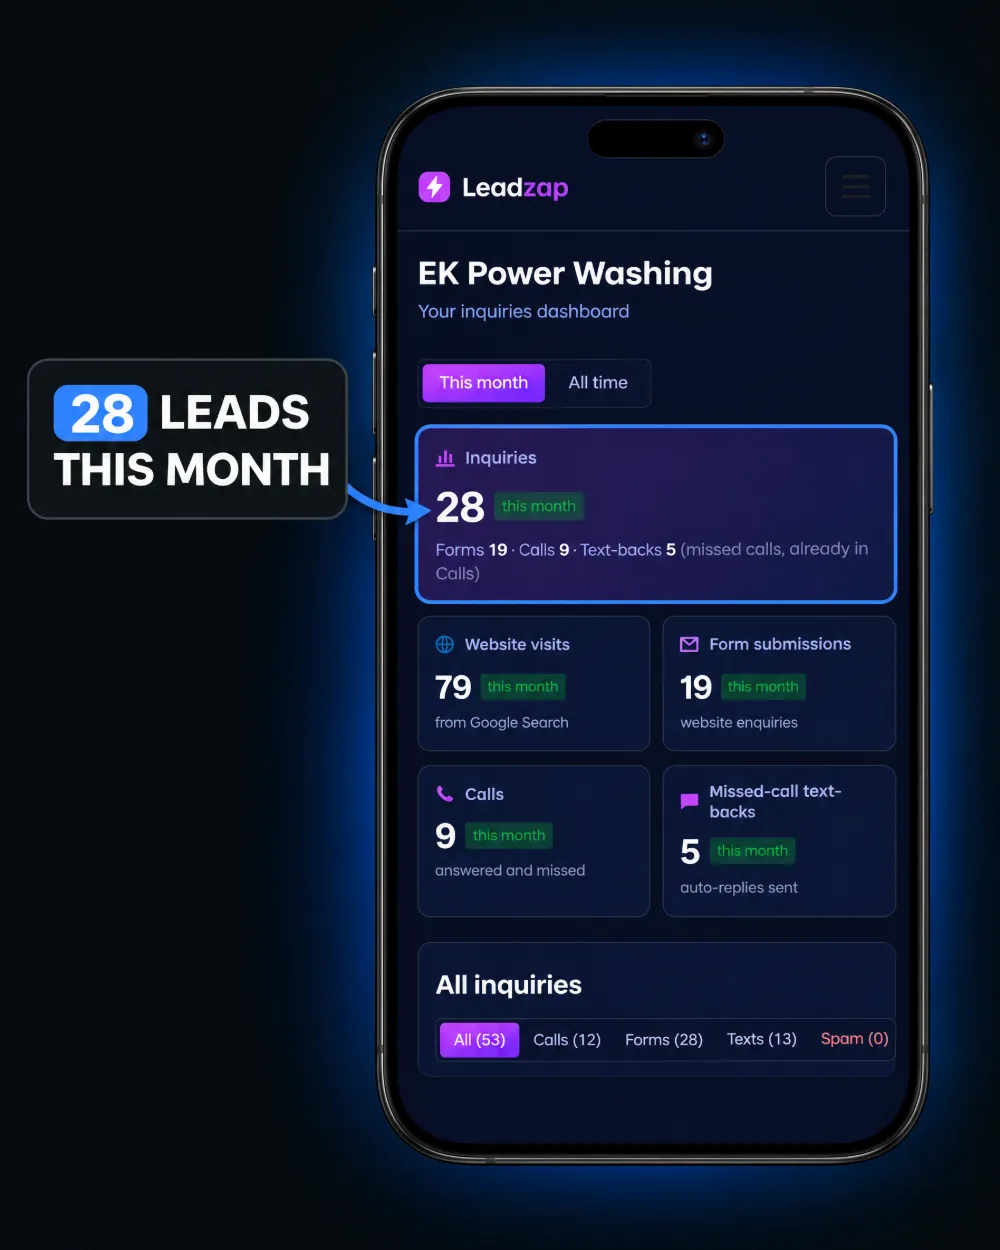 Leadzap
EK Power Washing
Your inquiries dashboard
This month
All time
28 LEADS
THIS MONTH
Inquiries
28 this month
Forms 19 · Calls 9 · Text-backs 5 (missed calls, already in
Calls)
Website visits
79 this month
from Google Search
Form submissions
19 this month
website enquiries
Calls
9 this month
answered and missed
Missed-call text-
backs
5 this month
auto-replies sent
All inquiries
All (53) Calls (12) Forms (28) Texts (13) Spam (0)